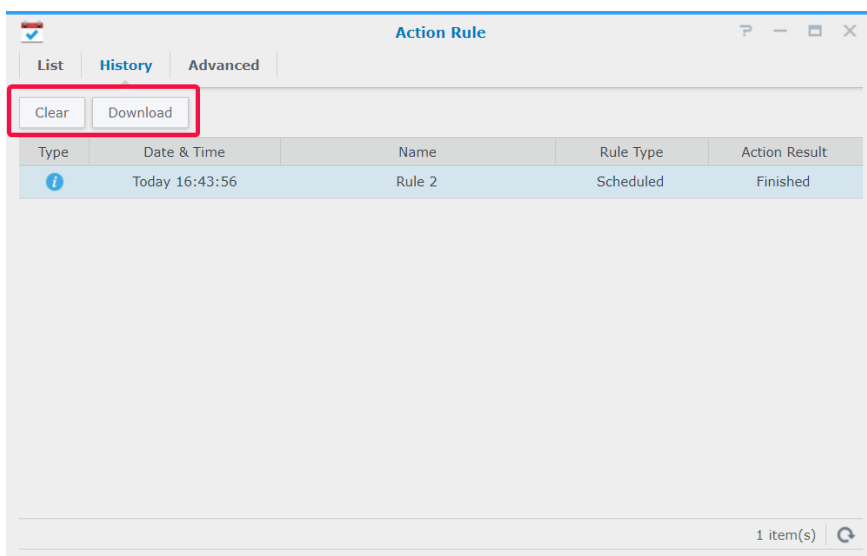 Action Rule
List History Advanced
Clear Download
Type Date & Time Name Rule Type Action Result
Today 16:43:56 Rule 2 Scheduled Finished
1 item(s)